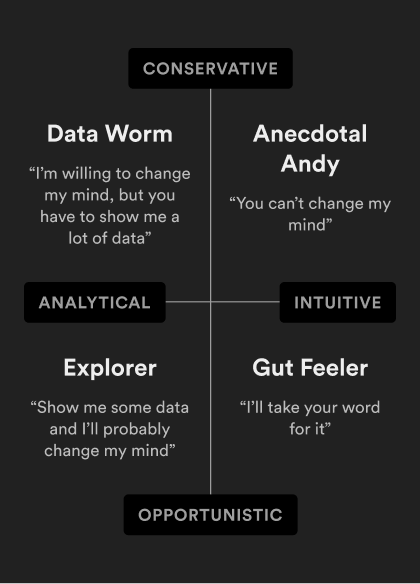 CONSERVATIVE
Data Worm
“I’m willing to change
my mind, but you
have to show me a
lot of data”
Anecdotal
Andy
“You can’t change my
mind”
ANALYTICAL
INTUITIVE
Explorer
“Show me some data
and I’ll probably
change my mind”
Gut Feeler
“I’ll take your word
for it”
OPPORTUNISTIC